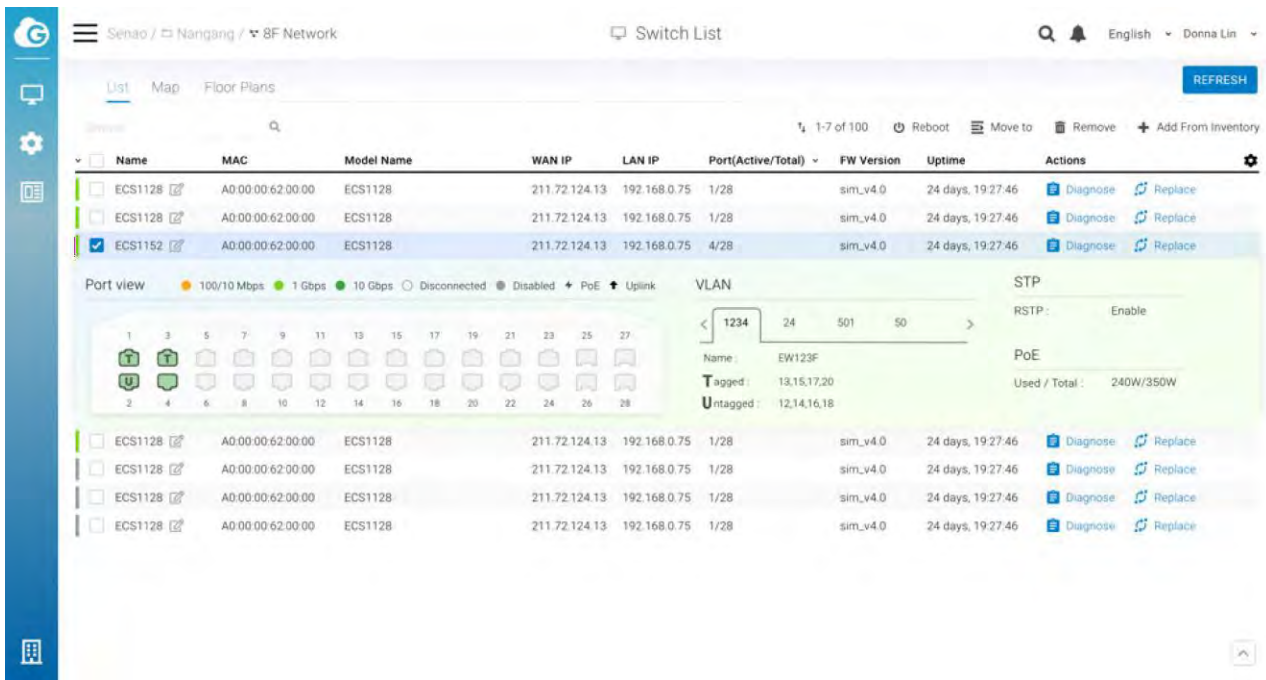 Senao / Nangang / 8F Network
Switch List
English Donna Lin
List Map Floor Plans
REFRESH
1-7 of 100 Reboot Move to Remove Add From Inventory
Name MAC Model Name WAN IP LAN IP Port(Active/Total) FW Version Uptime Actions
ECS1128 A0:00:00:62:00:00 ECS1128 211.72.124.13 192.168.0.75 1/28 sim_v4.0 24 days, 19:27:46 Diagnose Replace
ECS1128 A0:00:00:62:00:00 ECS1128 211.72.124.13 192.168.0.75 1/28 sim_v4.0 24 days, 19:27:46 Diagnose Replace
ECS1152 A0:00:00:62:00:00 ECS1128 211.72.124.13 192.168.0.75 4/28 sim_v4.0 24 days, 19:27:46 Diagnose Replace
Port view 100/10 Mbps 1 Gbps 10 Gbps Disconnected Disabled PoE Uplink
1 3 5 7 9 11 13 15 17 19 21 23 25 27
T T
U
2 4 6 8 10 12 14 16 18 20 22 24 26 28
VLAN
< 1234 24 501 50 >
Name : EW123F
Tagged : 13,15,17,20
Untagged : 12,14,16,18
STP
RSTP : Enable
PoE
Used / Total : 240W/350W
ECS1128 A0:00:00:62:00:00 ECS1128 211.72.124.13 192.168.0.75 1/28 sim_v4.0 24 days, 19:27:46 Diagnose Replace
ECS1128 A0:00:00:62:00:00 ECS1128 211.72.124.13 192.168.0.75 1/28 sim_v4.0 24 days, 19:27:46 Diagnose Replace
ECS1128 A0:00:00:62:00:00 ECS1128 211.72.124.13 192.168.0.75 1/28 sim_v4.0 24 days, 19:27:46 Diagnose Replace
ECS1128 A0:00:00:62:00:00 ECS1128 211.72.124.13 192.168.0.75 1/28 sim_v4.0 24 days, 19:27:46 Diagnose Replace